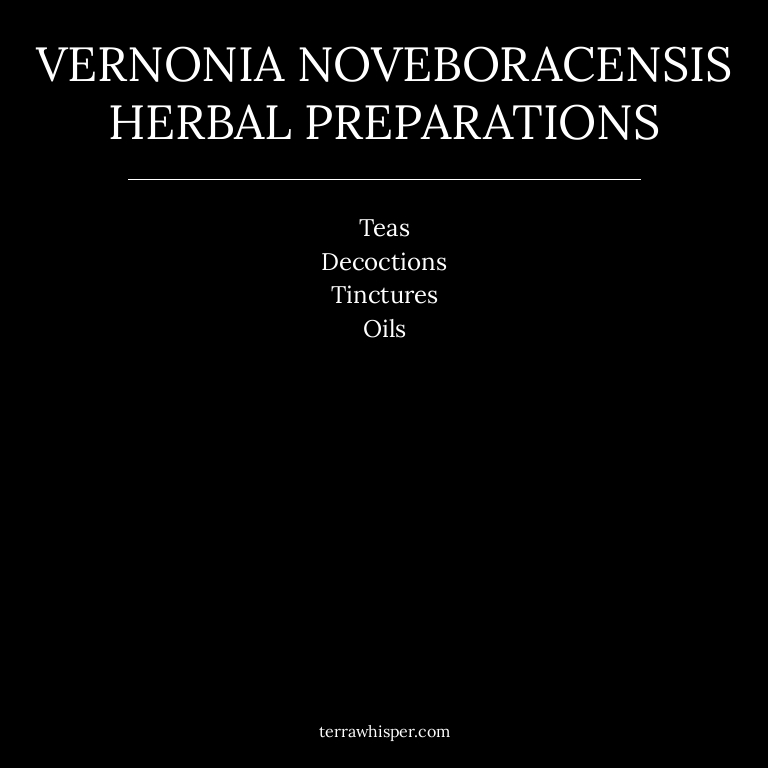 VERNONIA NOVEBORACENSIS
HERBAL PREPARATIONS
Teas
Decoctions
Tinctures
Oils
terrawhisper.com